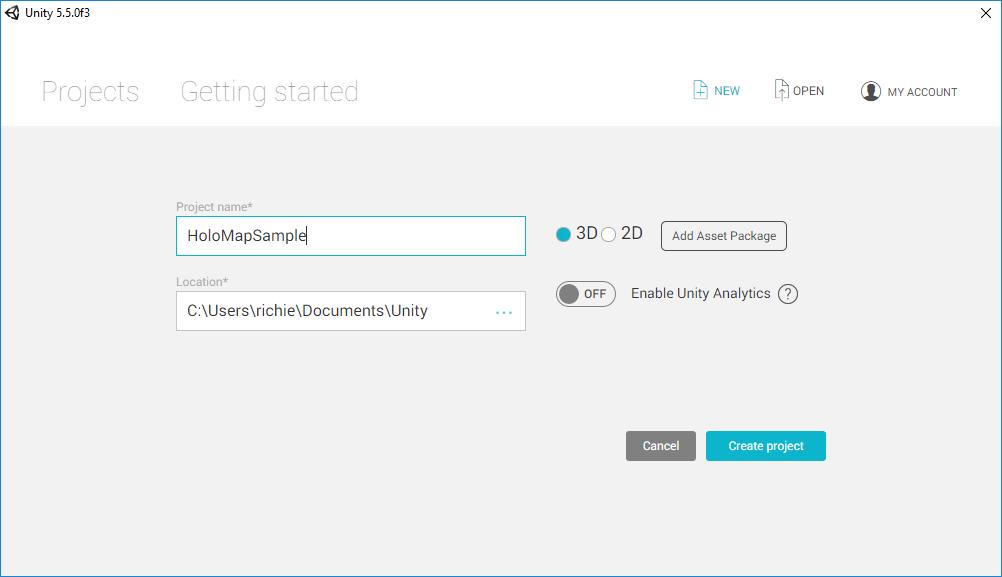 Unity 5.5.0f3
Projects Getting started NEW OPEN MY ACCOUNT
Project name*
HoloMapSample
3D 2D Add Asset Package
Location*
C:\Users\richie\Documents\Unity ...
OFF Enable Unity Analytics ?
Cancel Create project